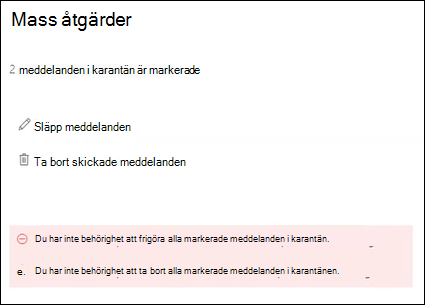 Mass åtgärder
2 meddelanden i karantän är markerade
Släpp meddelanden
Ta bort skickade meddelanden
Du har inte behörighet att frigöra alla markerade meddelanden i karantän.
e. Du har inte behörighet att ta bort alla markerade meddelanden i karantänen.